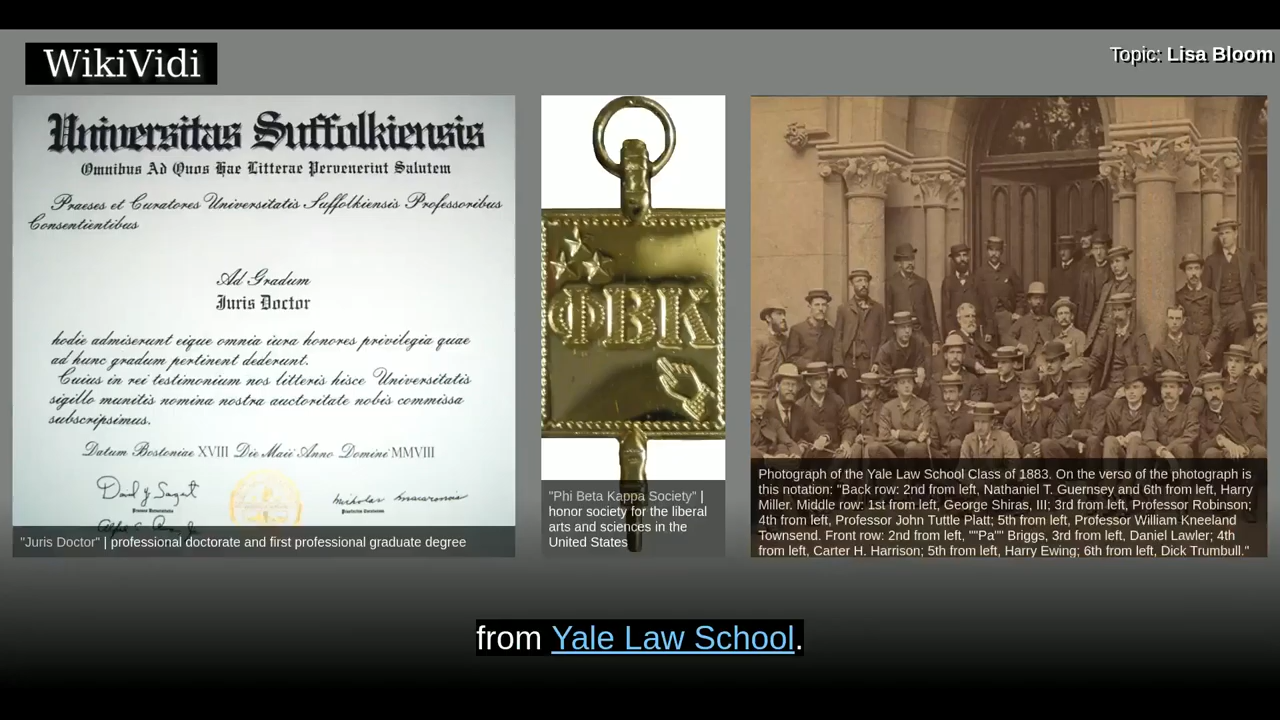 WikiVidi
Topic: Lisa Bloom
Universitas Suffolkiensis
Omnibus Ad Quos Hae Litterae Pervenerint Salutem
Praeses et Curatores Universitatis Suffolkiensis Professoribus
Consentientibus
Ad Gradum
Juris Doctor
hodie admiserunt eique omnia iura honores privilegia quae
ad hunc gradum pertinent dederunt.
Cuius in rei testimonium nos litteris hisce Universitatis
sigillo munitis nomina nostra auctoritate nobis commissa
subscripsimus.
Datum Bostoniae XVIII Die Maii Anno Domini MMVIII
"Juris Doctor" | professional doctorate and first professional graduate degree
ΦΒΚ
"Phi Beta Kappa Society" |
honor society for the liberal
arts and sciences in the
United States
Photograph of the Yale Law School Class of 1883. On the verso of the photograph is
this notation: "Back row: 2nd from left, Nathaniel T. Guernsey and 6th from left, Harry
Miller. Middle row: 1st from left, George Shiras, III; 3rd from left, Professor Robinson;
4th from left, Professor John Tuttle Platt; 5th from left, Professor William Kneeland
Townsend. Front row: 2nd from left, ""Pa"" Briggs, 3rd from left, Daniel Lawler; 4th
from left, Carter H. Harrison; 5th from left, Harry Ewing; 6th from left, Dick Trumbull."
from Yale Law School.